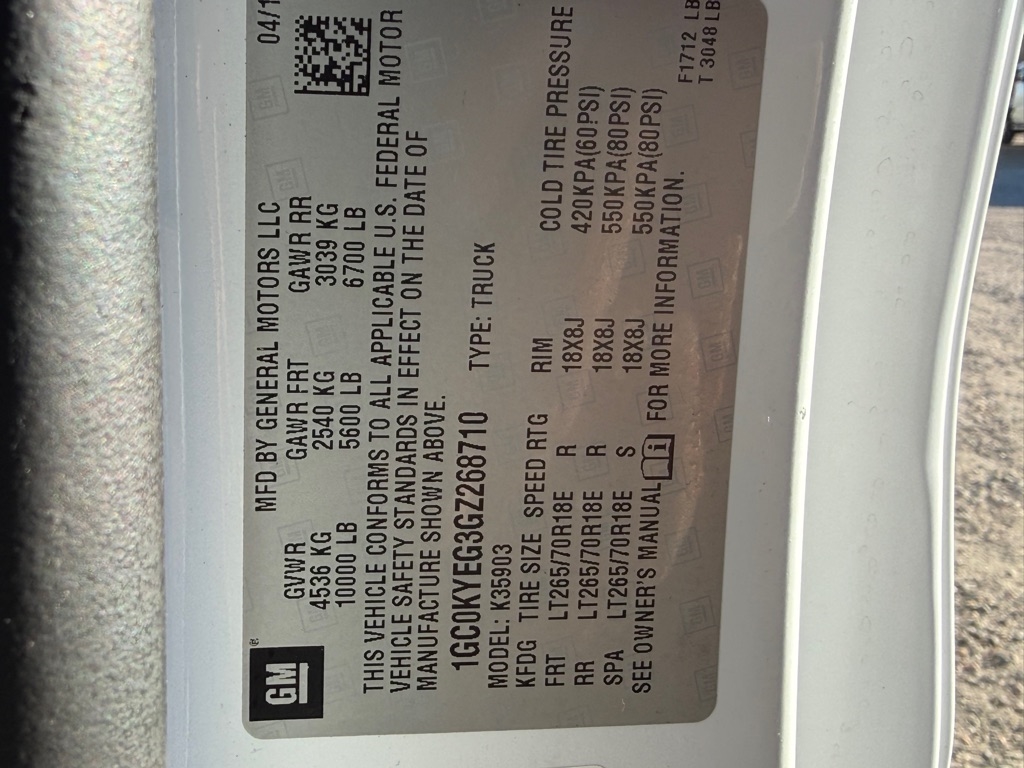 GM ®
MFD BY GENERAL MOTORS LLC 04/1
GVWR GAWR FRT GAWR RR
4536 KG 2540 KG 3039 KG
10000 LB 5600 LB 6700 LB
THIS VEHICLE CONFORMS TO ALL APPLICABLE U.S. FEDERAL MOTOR
VEHICLE SAFETY STANDARDS IN EFFECT ON THE DATE OF
MANUFACTURE SHOWN ABOVE.
1GC0KYEG3GZ268710 TYPE: TRUCK
MODEL: K35903
KFDG TIRE SIZE SPEED RTG RIM COLD TIRE PRESSURE
FRT LT265/70R18E R 18X8J 420KPA(60PSI)
RR LT265/70R18E R 18X8J 550KPA(80PSI)
SPA LT265/70R18E S 18X8J 550KPA(80PSI)
SEE OWNER'S MANUAL i FOR MORE INFORMATION.
F1712 LB
T 3048 LB